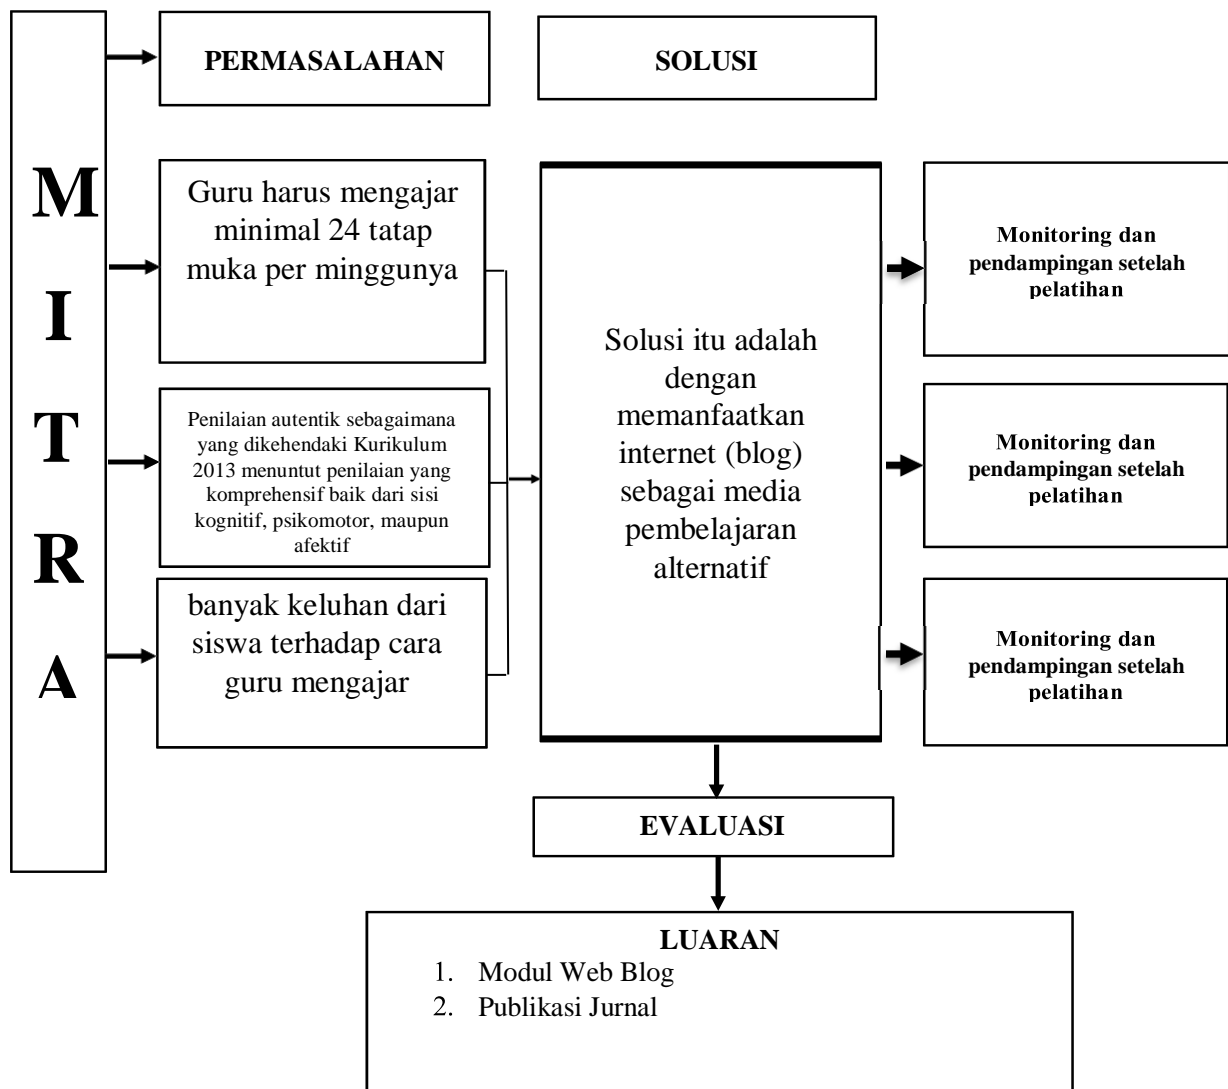 MITRA
PERMASALAHAN
SOLUSI
Guru harus mengajar
minimal 24 tatap
muka per minggunya
Penilaian autentik sebagaimana
yang dikehendaki Kurikulum
2013 menuntut penilaian yang
komprehensif baik dari sisi
kognitif, psikomotor, maupun
afektif
banyak keluhan dari
siswa terhadap cara
guru mengajar
Solusi itu adalah
dengan
memanfaatkan
internet (blog)
sebagai media
pembelajaran
alternatif
Monitoring dan
pendampingan setelah
pelatihan
Monitoring dan
pendampingan setelah
pelatihan
Monitoring dan
pendampingan setelah
pelatihan
EVALUASI
LUARAN
1. Modul Web Blog
2. Publikasi Jurnal